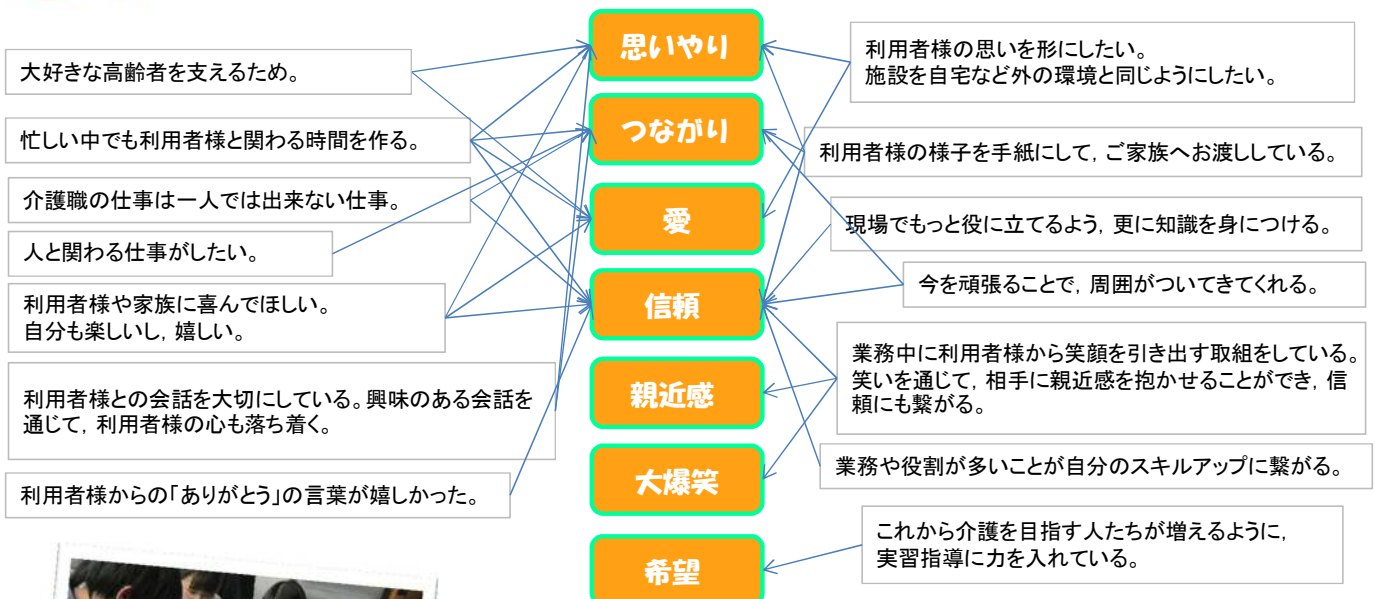 大好きな高齢者を支えるため。
忙しい中でも利用者様と関わる時間を作る。
介護職の仕事は一人では出来ない仕事。
人と関わる仕事がしたい。
利用者様や家族に喜んでほしい。
自分も楽しいし,嬉しい。
利用者様との会話を大切にしている。興味のある会話を
通じて,利用者様の心も落ち着く。
利用者様からの「ありがとう」の言葉が嬉しかった。
思いやり
つながり
愛
信頼
親近感
大爆笑
希望
利用者様の思いを形にしたい。
施設を自宅など外の環境と同じようにしたい。
利用者様の様子を手紙にして,ご家族へお渡ししている。
現場でもっと役に立てるよう,更に知識を身につける。
今を頑張ることで,周囲がついてきてくれる。
業務中に利用者様から笑顔を引き出す取組をしている。
笑いを通じて,相手に親近感を抱かせることができ,信
頼にも繋がる。
業務や役割が多いことが自分のスキルアップに繋がる。
これから介護を目指す人たちが増えるように,
実習指導に力を入れている。